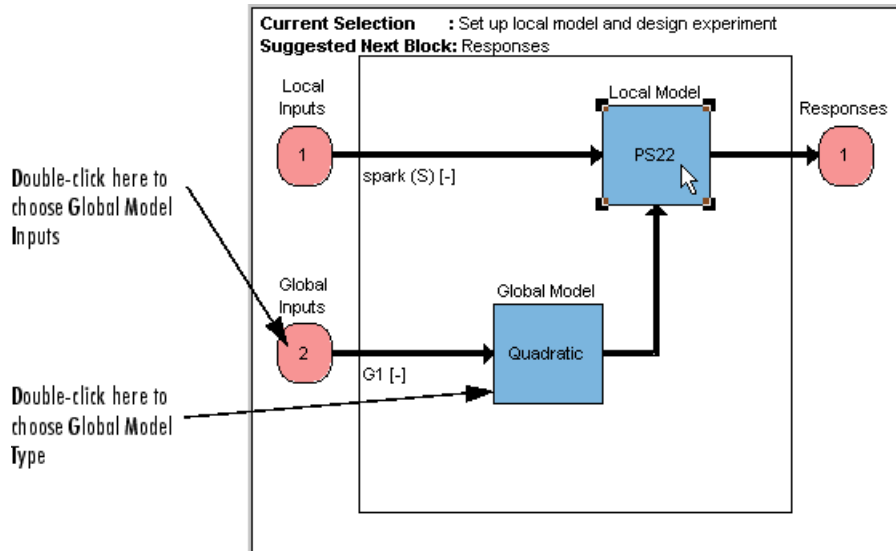 Current Selection : Set up local model and design experiment
Suggested Next Block: Responses
Local
Inputs
Local Model
Responses
1
PS22
1
spark (S) [-]
Double-click here to
choose Global Model
Inputs
Global
Inputs
Global Model
2
Quadratic
G1 [-]
Double-click here to
choose Global Model
Type